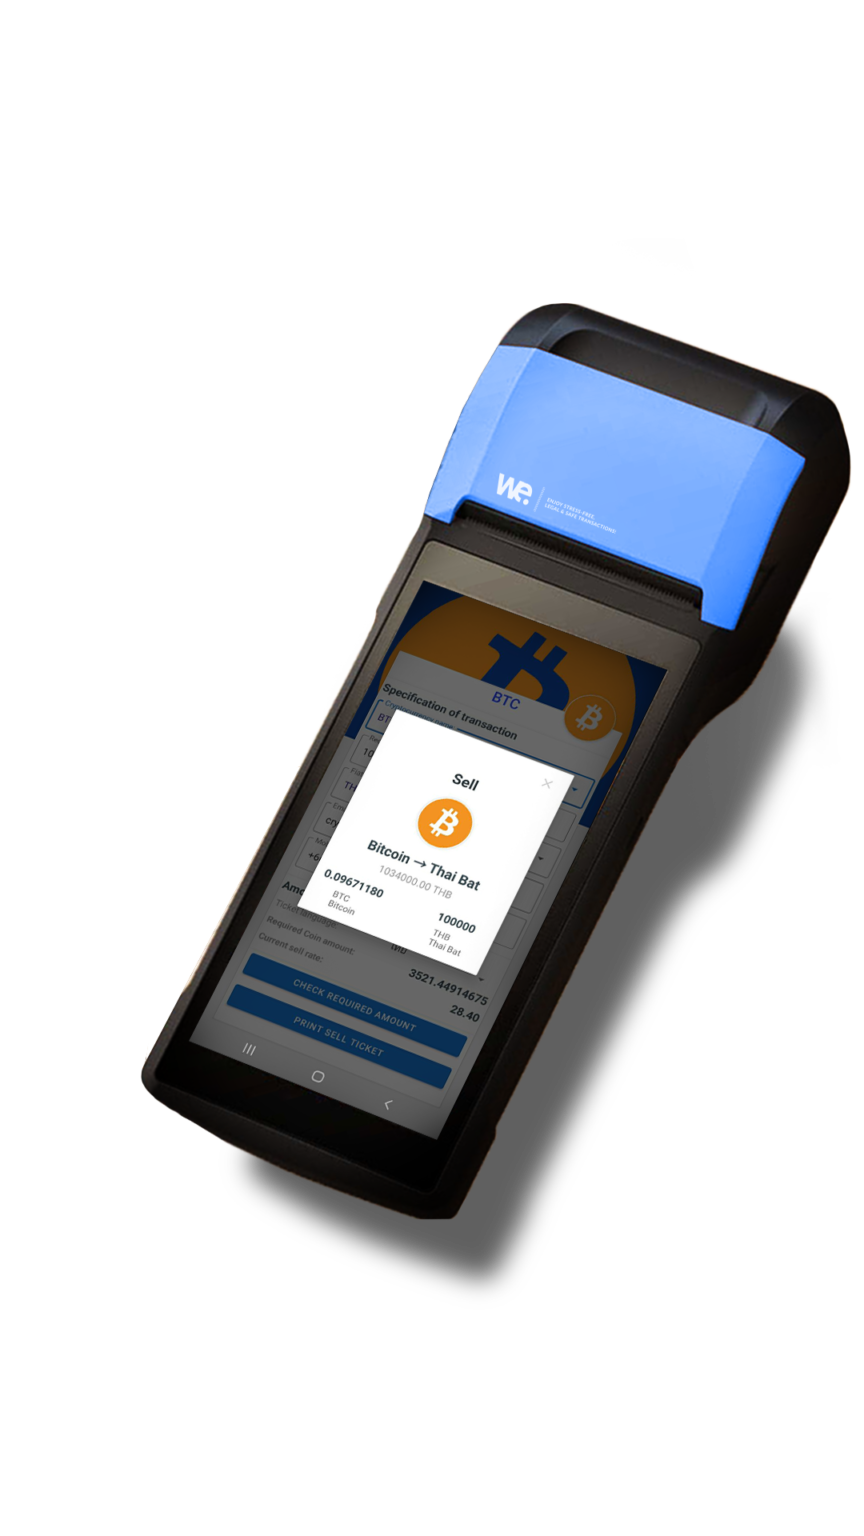 we.
ENJOY STRESS-FREE,
LEGAL & SAFE TRANSACTIONS!
BTC
Specification of transaction
Sell
Bitcoin → Thai Bat
1034000.00 THB
0.09671180
BTC
Bitcoin
100000
THB
Thai Bat
Ticket language:
Required Coin amount:
3521.44914675
Current sell rate:
28.40
CHECK REQUIRED AMOUNT
PRINT SELL TICKET